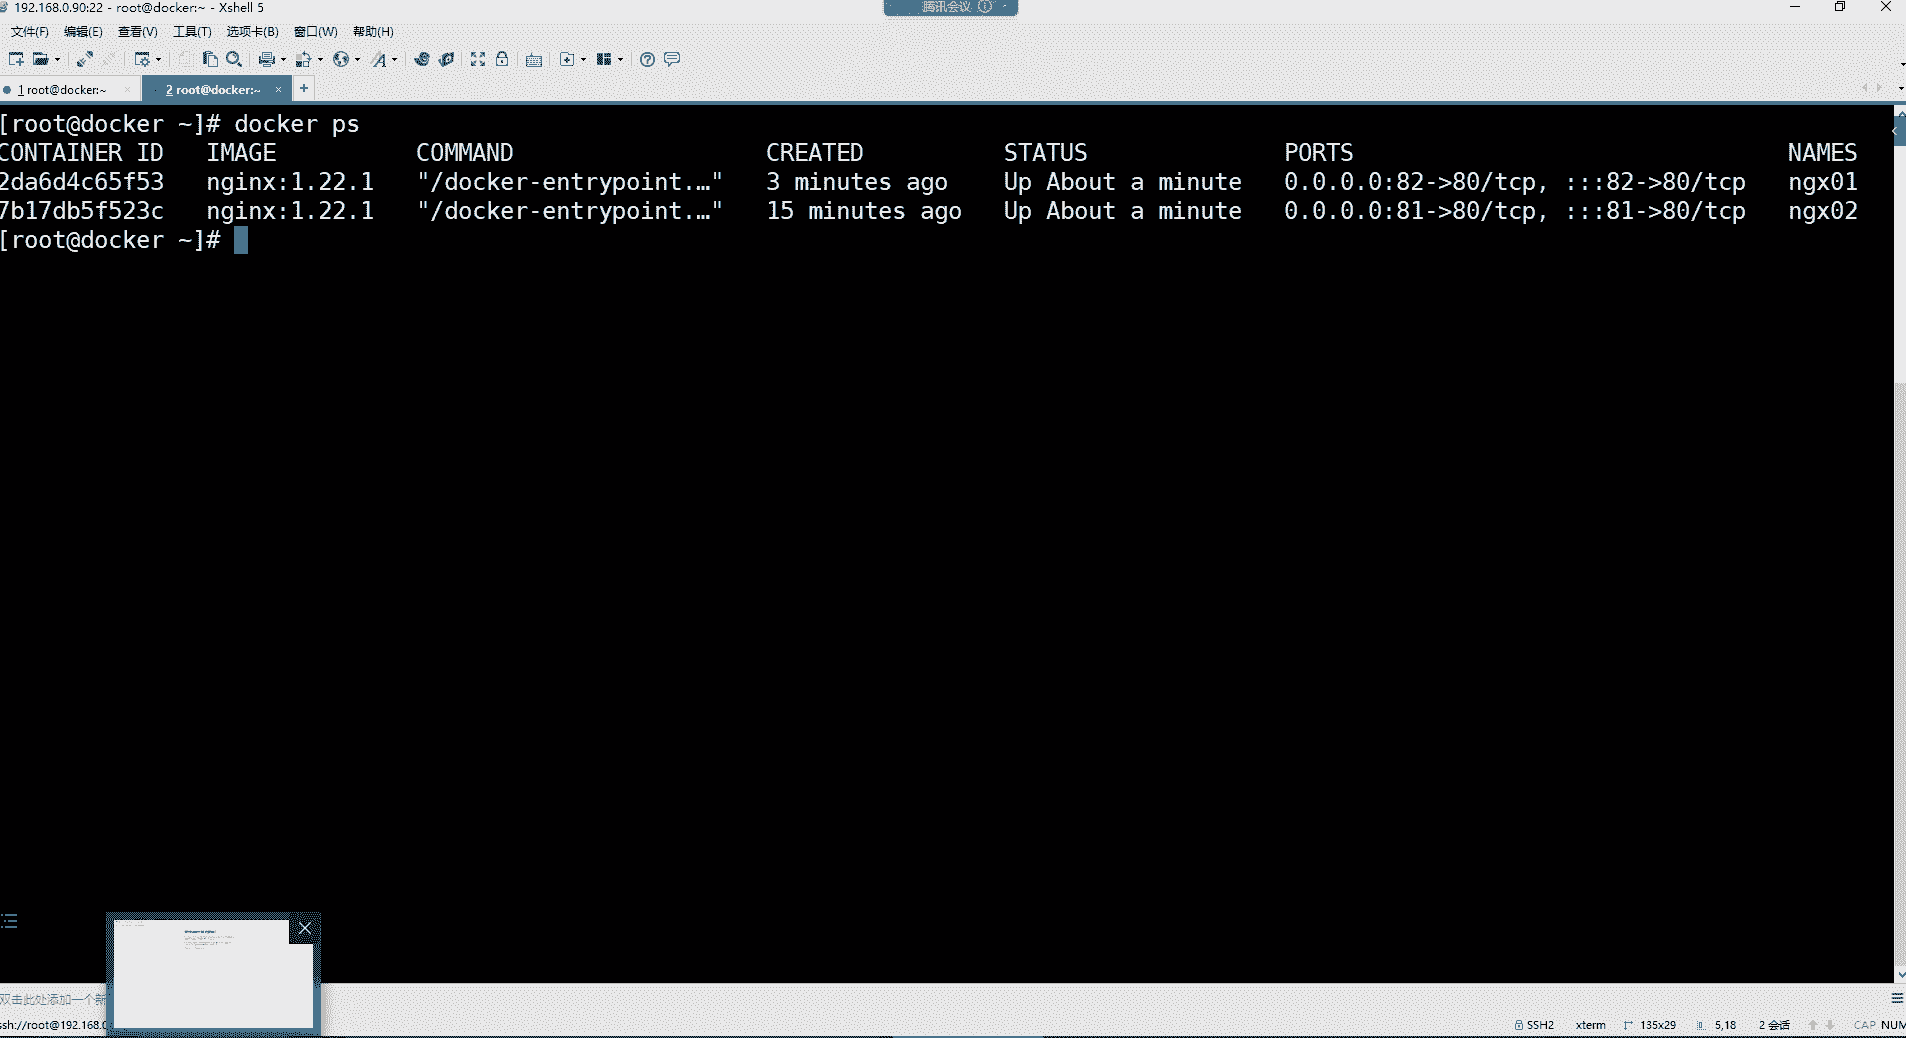 192.168.0.90:22 - root@docker:~ - Xshell 5
腾讯会议
文件(F) 编辑(E) 查看(V) 工具(T) 选项卡(B) 窗口(W) 帮助(H)
1 root@docker:~ × 2 root@docker:~ × +
[root@docker ~]# docker ps
CONTAINER ID IMAGE COMMAND CREATED STATUS PORTS NAMES
2da6d4c65f53 nginx:1.22.1 "/docker-entrypoint.…" 3 minutes ago Up About a minute 0.0.0.0:82->80/tcp, :::82->80/tcp ngx01
7b17db5f523c nginx:1.22.1 "/docker-entrypoint.…" 15 minutes ago Up About a minute 0.0.0.0:81->80/tcp, :::81->80/tcp ngx02
[root@docker ~]#
双击此处添加一个新
ssh://root@192.168.0 SSH2 xterm 135x29 5,18 2 会话 CAP NUM